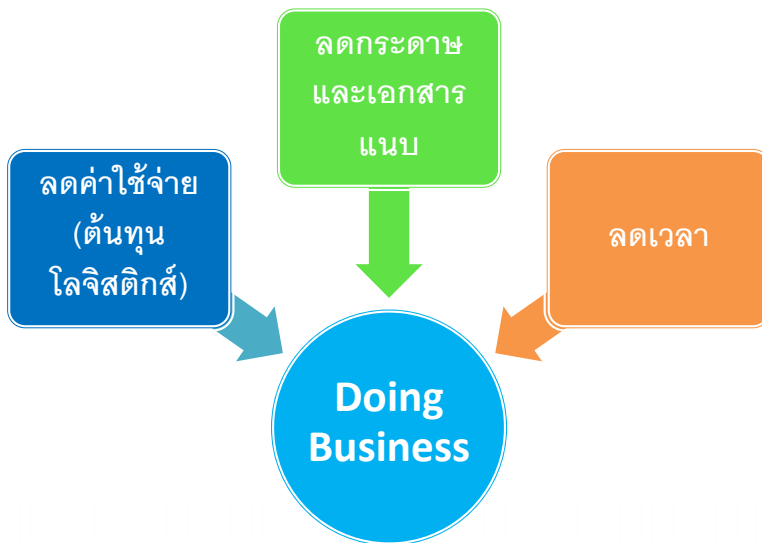 ลดกระดาษ
และเอกสาร
แนบ
ลดค่าใช้จ่าย
(ต้นทุน
โลจิสติกส์)
ลดเวลา
Doing
Business